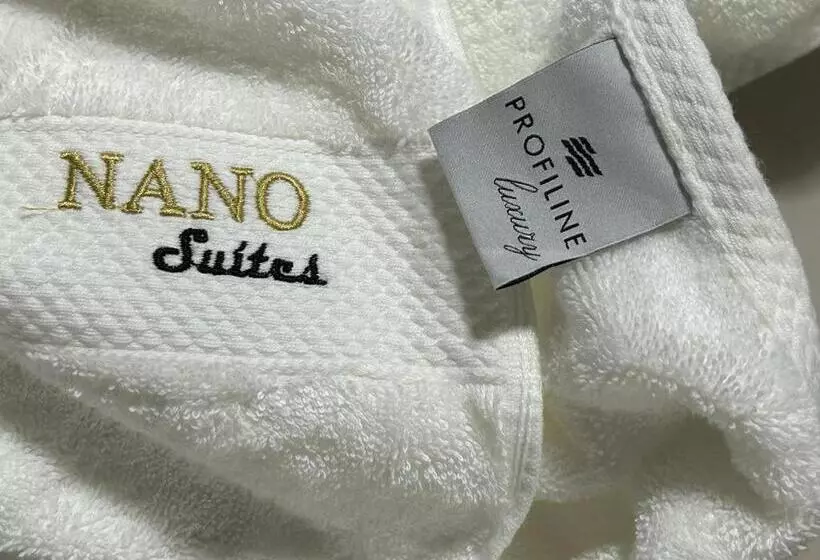 NANO
Suites
PROFILINE
luxury